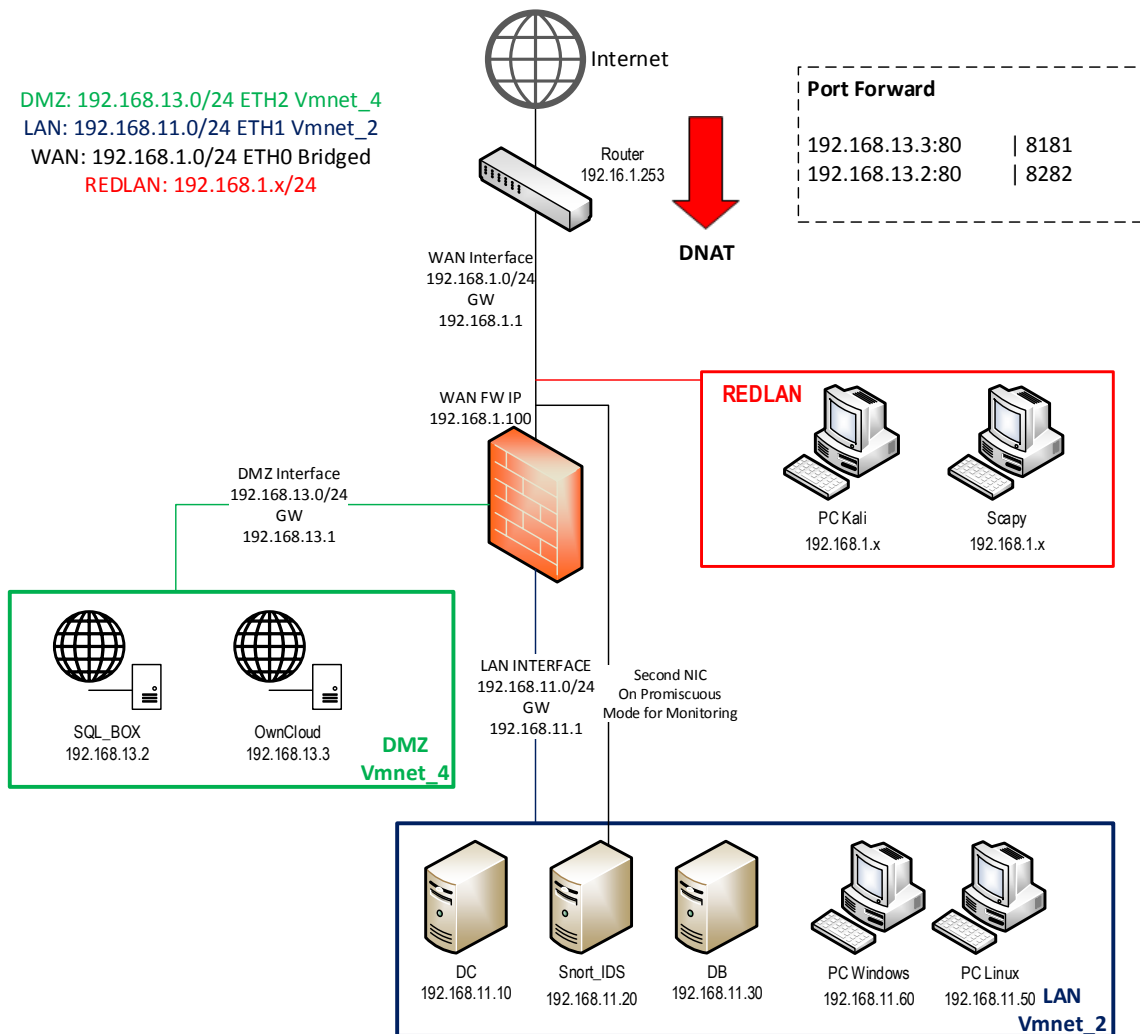 Internet
DMZ: 192.168.13.0/24 ETH2 Vmnet_4
LAN: 192.168.11.0/24 ETH1 Vmnet_2
WAN: 192.168.1.0/24 ETH0 Bridged
REDLAN: 192.168.1.x/24
Port Forward
192.168.13.3:80 | 8181
192.168.13.2:80 | 8282
Router
192.16.1.253
DNAT
WAN Interface
192.168.1.0/24
GW
192.168.1.1
WAN FW IP
192.168.1.100
REDLAN
PC Kali
192.168.1.x
Scapy
192.168.1.x
DMZ Interface
192.168.13.0/24
GW
192.168.13.1
SQL_BOX
192.168.13.2
OwnCloud
192.168.13.3
DMZ
Vmnet_4
LAN INTERFACE
192.168.11.0/24
GW
192.168.11.1
Second NIC
On Promiscuous
Mode for Monitoring
DC
192.168.11.10
Snort_IDS
192.168.11.20
DB
192.168.11.30
PC Windows
192.168.11.60
PC Linux
192.168.11.50
LAN
Vmnet_2